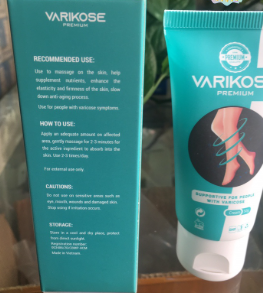 VARIKOSE
PREMIUM
RECOMMENDED USE:
Use to massage on the skin, help
supplement nutrients, enhance the
elasticity and firmness of the skin, slow
down anti-aging process.
Use for people with varicose symptoms.
HOW TO USE:
Apply an adequate amount on affected
area, gently massage for 2-3 minutes for
the active ingredient to absorb into the
skin. Use 2-3 times/day.
For external use only.
CAUTIONS:
Do not use on sensitive areas such as
eye, mouth, wounds and damaged skin.
Stop using if irritation occurs.
STORAGE:
Store in a cool and dry place, protect
from direct sunlight.
Made in Vietnam
PREMIUM
VARIKOSE
PREMIUM
SUPPORTIVE FOR PEOPLE
WITH VARICOSE